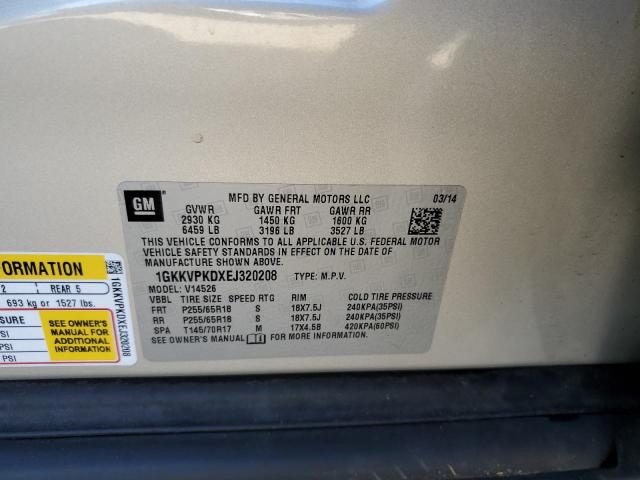 GM
MFD BY GENERAL MOTORS LLC 03/14
GVWR GAWR FRT GAWR RR
2930 KG 1450 KG 1600 KG
6459 LB 3196 LB 3527 LB
THIS VEHICLE CONFORMS TO ALL APPLICABLE U.S. FEDERAL MOTOR
VEHICLE SAFETY STANDARDS IN EFFECT ON THE DATE OF
MANUFACTURE SHOWN ABOVE.
1GKKVPKDXEJ320208 TYPE: M.P.V.
MODEL: V14526
VBBL TIRE SIZE SPEED RTG RIM COLD TIRE PRESSURE
FRT P255/65R18 S 18X7.5J 240KPA(35PSI)
RR P255/65R18 S 18X7.5J 240KPA(35PSI)
SPA T145/70R17 M 17X4.5B 420KPA(60PSI)
SEE OWNER'S MANUAL FOR MORE INFORMATION.
FORMATION
2 REAR 5
693 kg or 1527 lbs.
SURE
SI
SI
PSI
SEE OWNER'S
MANUAL FOR
ADDITIONAL
INFORMATION
1GKKVPKDXEJ320208